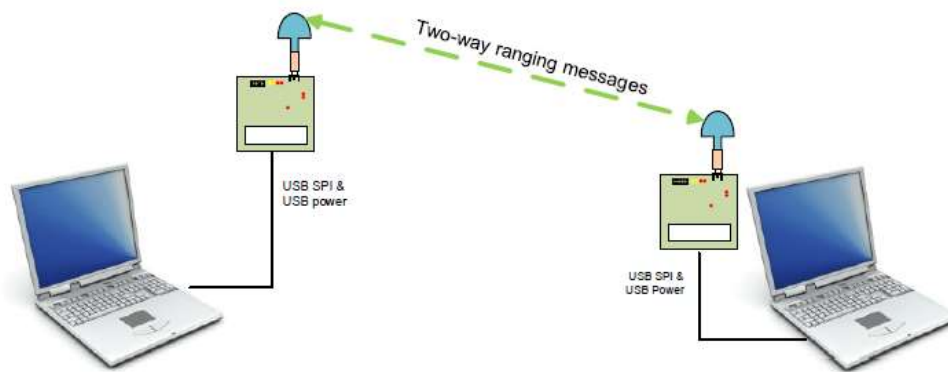 Two-way ranging messages
USB SPI &
USB power
USB SPI &
USB Power